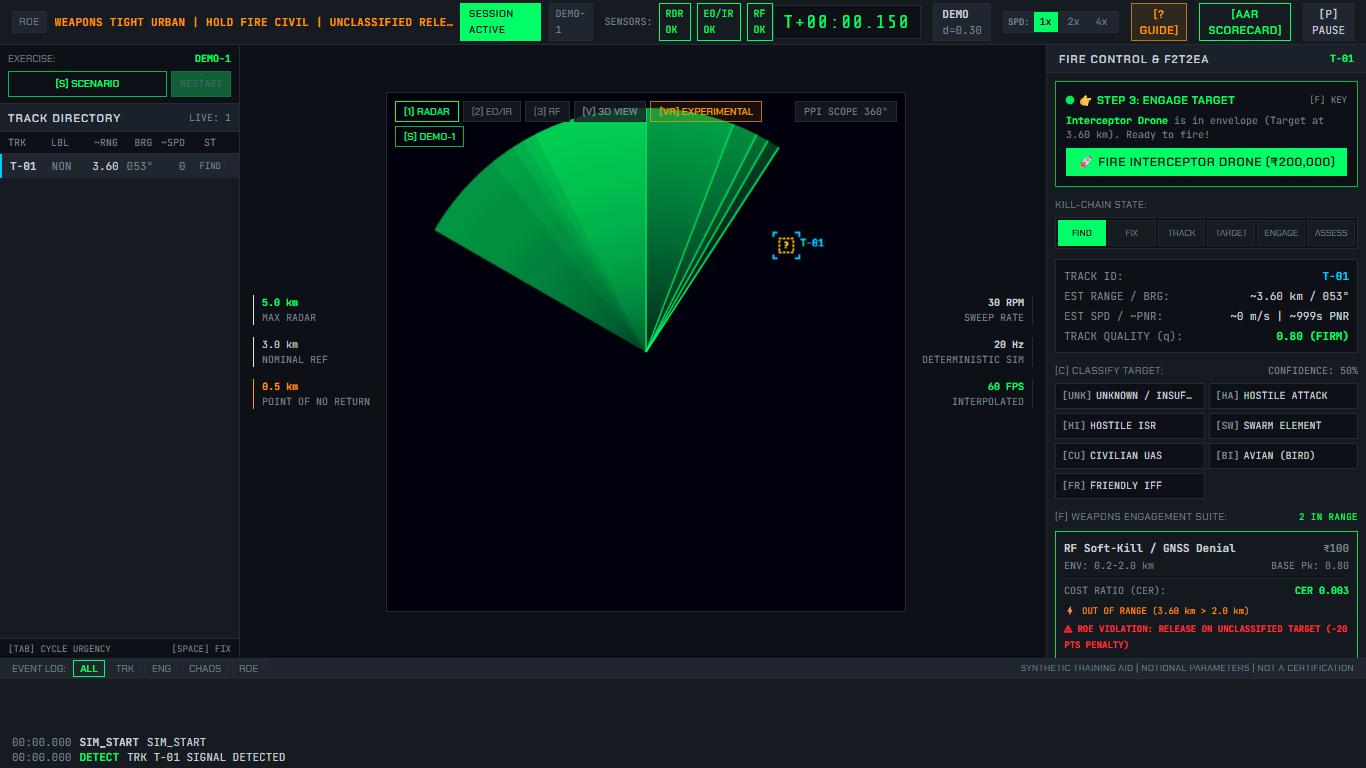 ROE
WEAPONS TIGHT URBAN | HOLD FIRE CIVIL | UNCLASSIFIED RELE…
SESSION ACTIVE
DEMO-1
SENSORS:
RDR OK
EO/IR OK
RF OK
T+00:00.150
DEMO
d=0.30
SPD: 1x 2x 4x
[? GUIDE]
[AAR SCORECARD]
[P] PAUSE
EXERCISE: DEMO-1
[S] SCENARIO RESTART
TRACK DIRECTORY LIVE: 1
TRK LBL ~RNG BRG ~SPD ST
T-01 NON 3.60 053° 0 FIND
[TAB] CYCLE URGENCY [SPACE] FIX
[1] RADAR [2] EO/IR [3] RF [V] 3D VIEW [VR] EXPERIMENTAL PPI SCOPE 360°
[S] DEMO-1
? T-01
5.0 km
MAX RADAR
3.0 km
NOMINAL REF
0.5 km
POINT OF NO RETURN
30 RPM
SWEEP RATE
20 Hz
DETERMINISTIC SIM
60 FPS
INTERPOLATED
FIRE CONTROL & F2T2EA T-01
👉 STEP 3: ENGAGE TARGET [F] KEY
Interceptor Drone is in envelope (Target at
3.60 km). Ready to fire!
🚀 FIRE INTERCEPTOR DRONE (₹200,000)
KILL-CHAIN STATE:
FIND FIX TRACK TARGET ENGAGE ASSESS
TRACK ID: T-01
EST RANGE / BRG: ~3.60 km / 053°
EST SPD / ~PNR: ~0 m/s | ~999s PNR
TRACK QUALITY (q): 0.80 (FIRM)
[C] CLASSIFY TARGET: CONFIDENCE: 50%
[UNK] UNKNOWN / INSUF… [HA] HOSTILE ATTACK
[HI] HOSTILE ISR [SW] SWARM ELEMENT
[CU] CIVILIAN UAS [BI] AVIAN (BIRD)
[FR] FRIENDLY IFF
[F] WEAPONS ENGAGEMENT SUITE: 2 IN RANGE
RF Soft-Kill / GNSS Denial ₹100
ENV: 0.2-2.0 km BASE Pk: 0.80
COST RATIO (CER): CER 0.003
⚡ OUT OF RANGE (3.60 km > 2.0 km)
⚠ ROE VIOLATION: RELEASE ON UNCLASSIFIED TARGET (-20
PTS PENALTY)
EVENT LOG: ALL TRK ENG CHAOS ROE
SYNTHETIC TRAINING AID | NOTIONAL PARAMETERS | NOT A CERTIFICATION
00:00.000 SIM_START SIM_START
00:00.000 DETECT TRK T-01 SIGNAL DETECTED